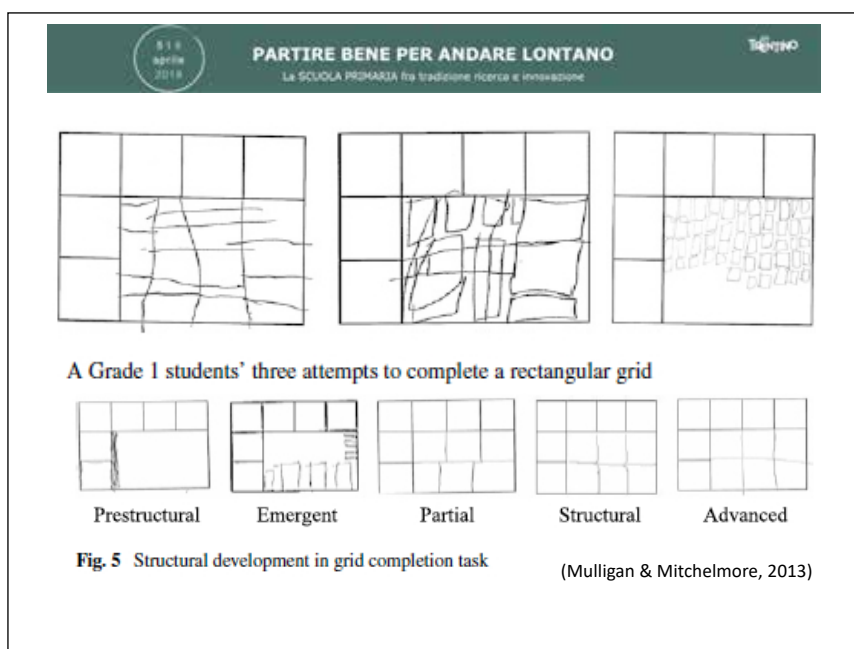 aprile
2018
PARTIRE BENE PER ANDARE LONTANO
La SCUOLA PRIMARIA fra tradizione ricerca e innovazione
TRENTINO
A Grade 1 students' three attempts to complete a rectangular grid
Prestructural Emergent Partial Structural Advanced
Fig. 5 Structural development in grid completion task
(Mulligan & Mitchelmore, 2013)